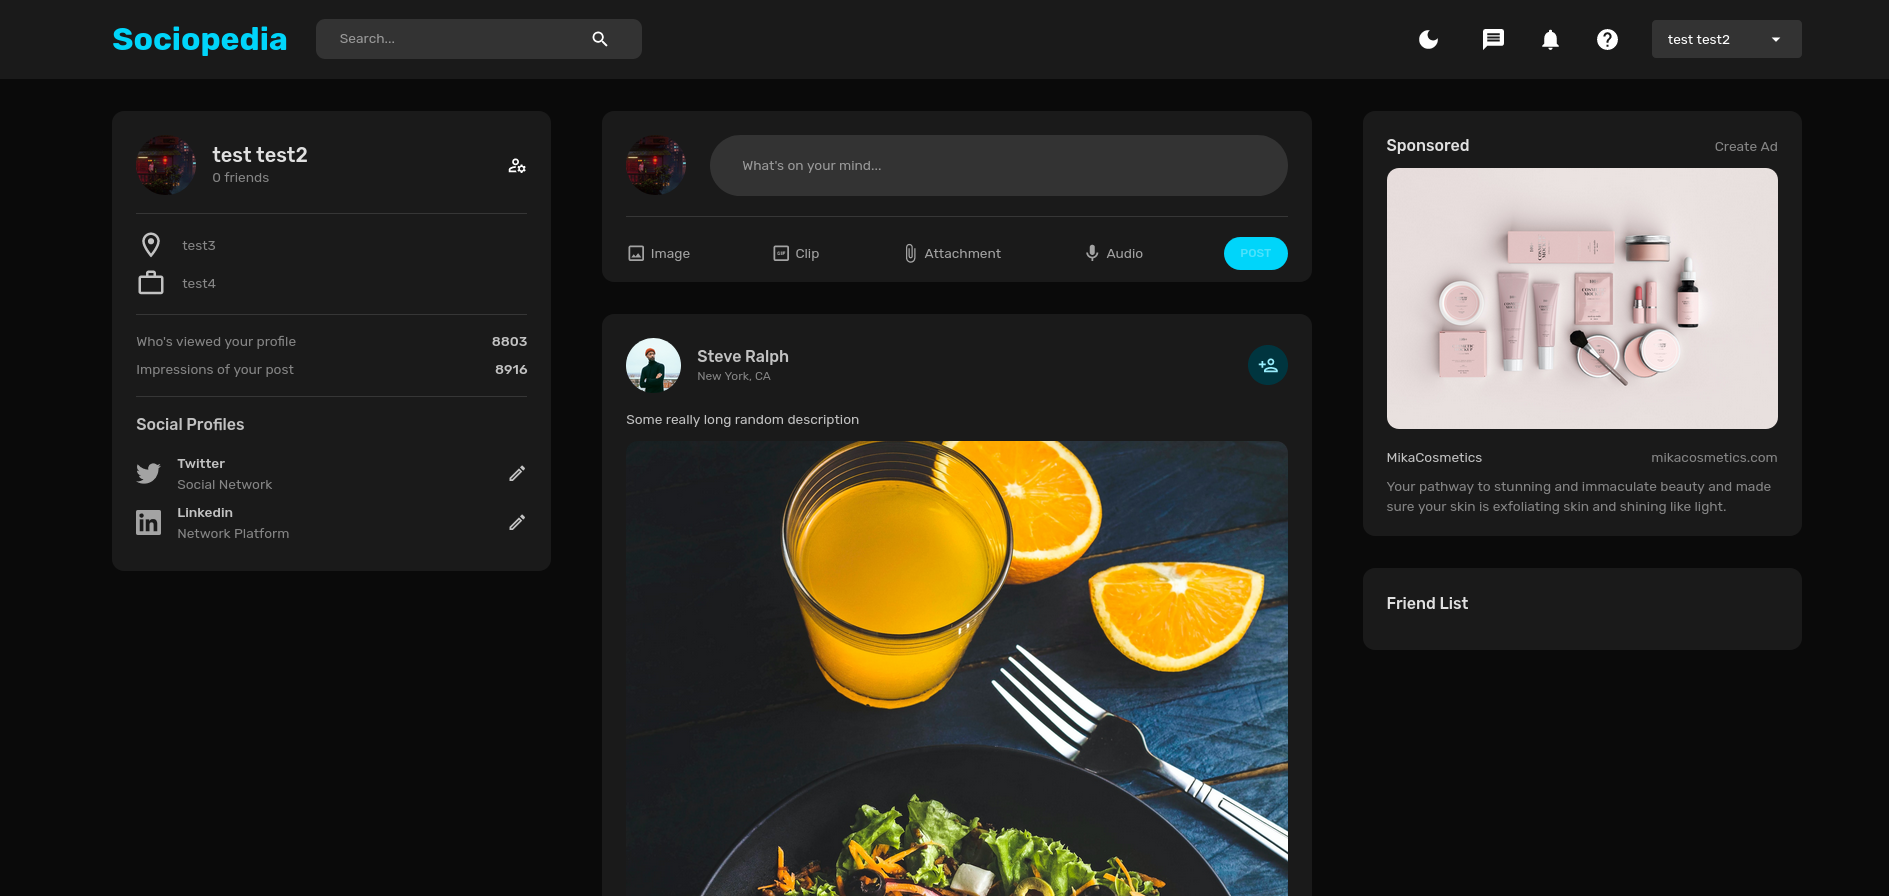 Sociopedia
Search...
test test2
test test2
0 friends
test3
test4
Who's viewed your profile 8803
Impressions of your post 8916
Social Profiles
Twitter
Social Network
Linkedin
Network Platform
What's on your mind...
Image
GIF
Clip
Attachment
Audio
POST
Steve Ralph
New York, CA
Some really long random description
Sponsored
Create Ad
MikaCosmetics
mikacosmetics.com
Your pathway to stunning and immaculate beauty and made
sure your skin is exfoliating skin and shining like light.
Friend List